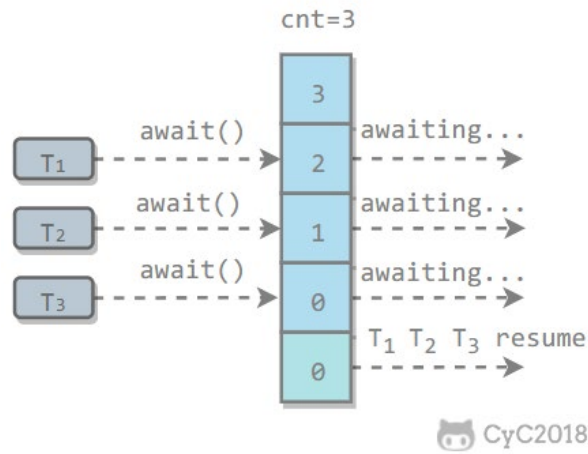 cnt=3
3
await() awaiting...
T₁ 2
await() awaiting...
T₂ 1
await() awaiting...
T₃ 0
T₁ T₂ T₃ resume
0
CyC2018